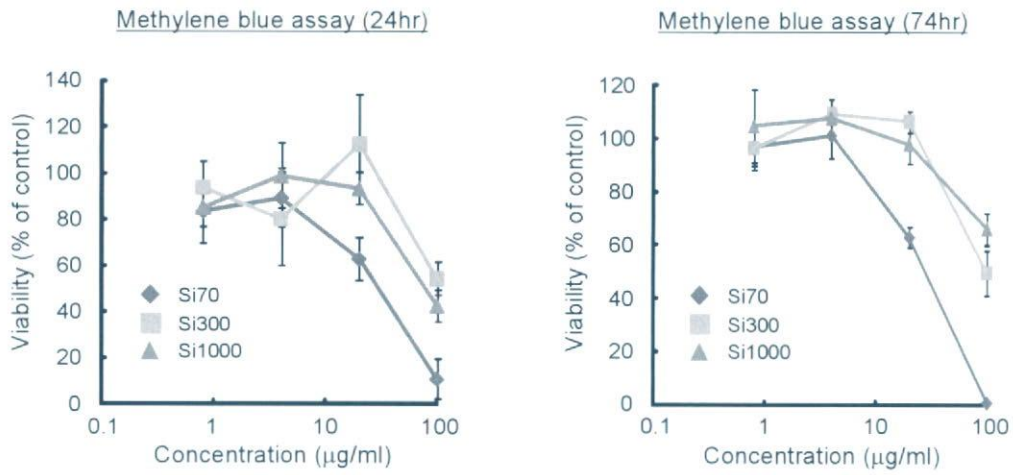 Methylene blue assay (24hr)
Viability (% of control)
140
120
100
80
60
40
20
0
Si70
Si300
Si1000
0.1
1
10
100
Concentration (µg/ml)
Methylene blue assay (74hr)
Viability (% of control)
120
100
80
60
40
20
0
Si70
Si300
Si1000
0.1
1
10
100
Concentration (µg/ml)